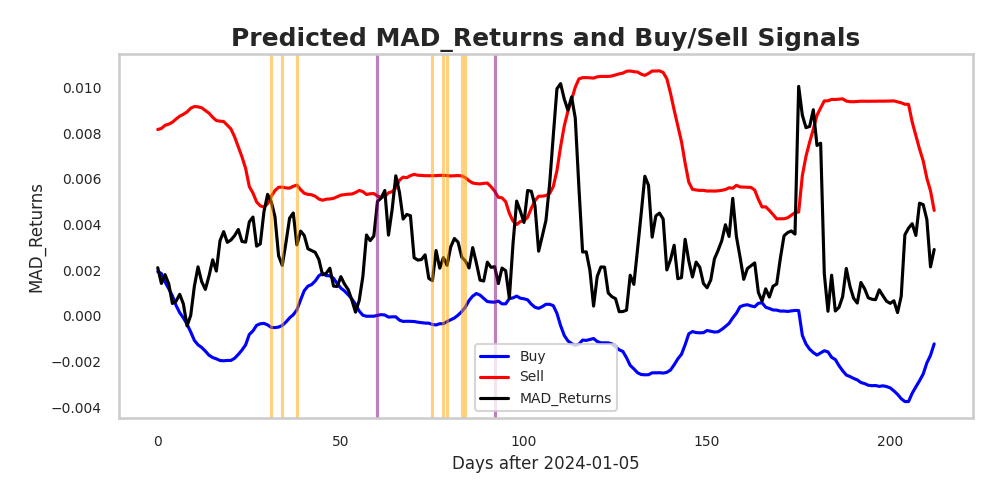 Predicted MAD_Returns and Buy/Sell Signals
MAD_Returns
0.010
0.008
0.006
0.004
0.002
0.000
−0.002
−0.004
0 50 100 150 200
Days after 2024-01-05
Buy
Sell
MAD_Returns